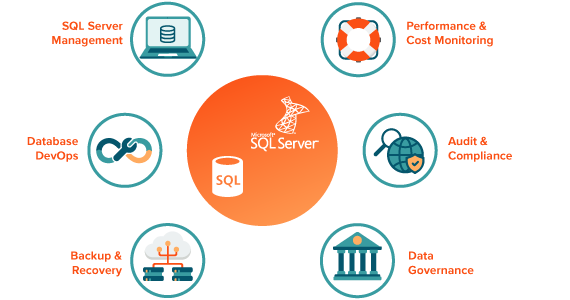 SQL Server
Management
Performance &
Cost Monitoring
Microsoft®
SQL Server
SQL
Database
DevOps
Audit &
Compliance
Backup &
Recovery
Data
Governance